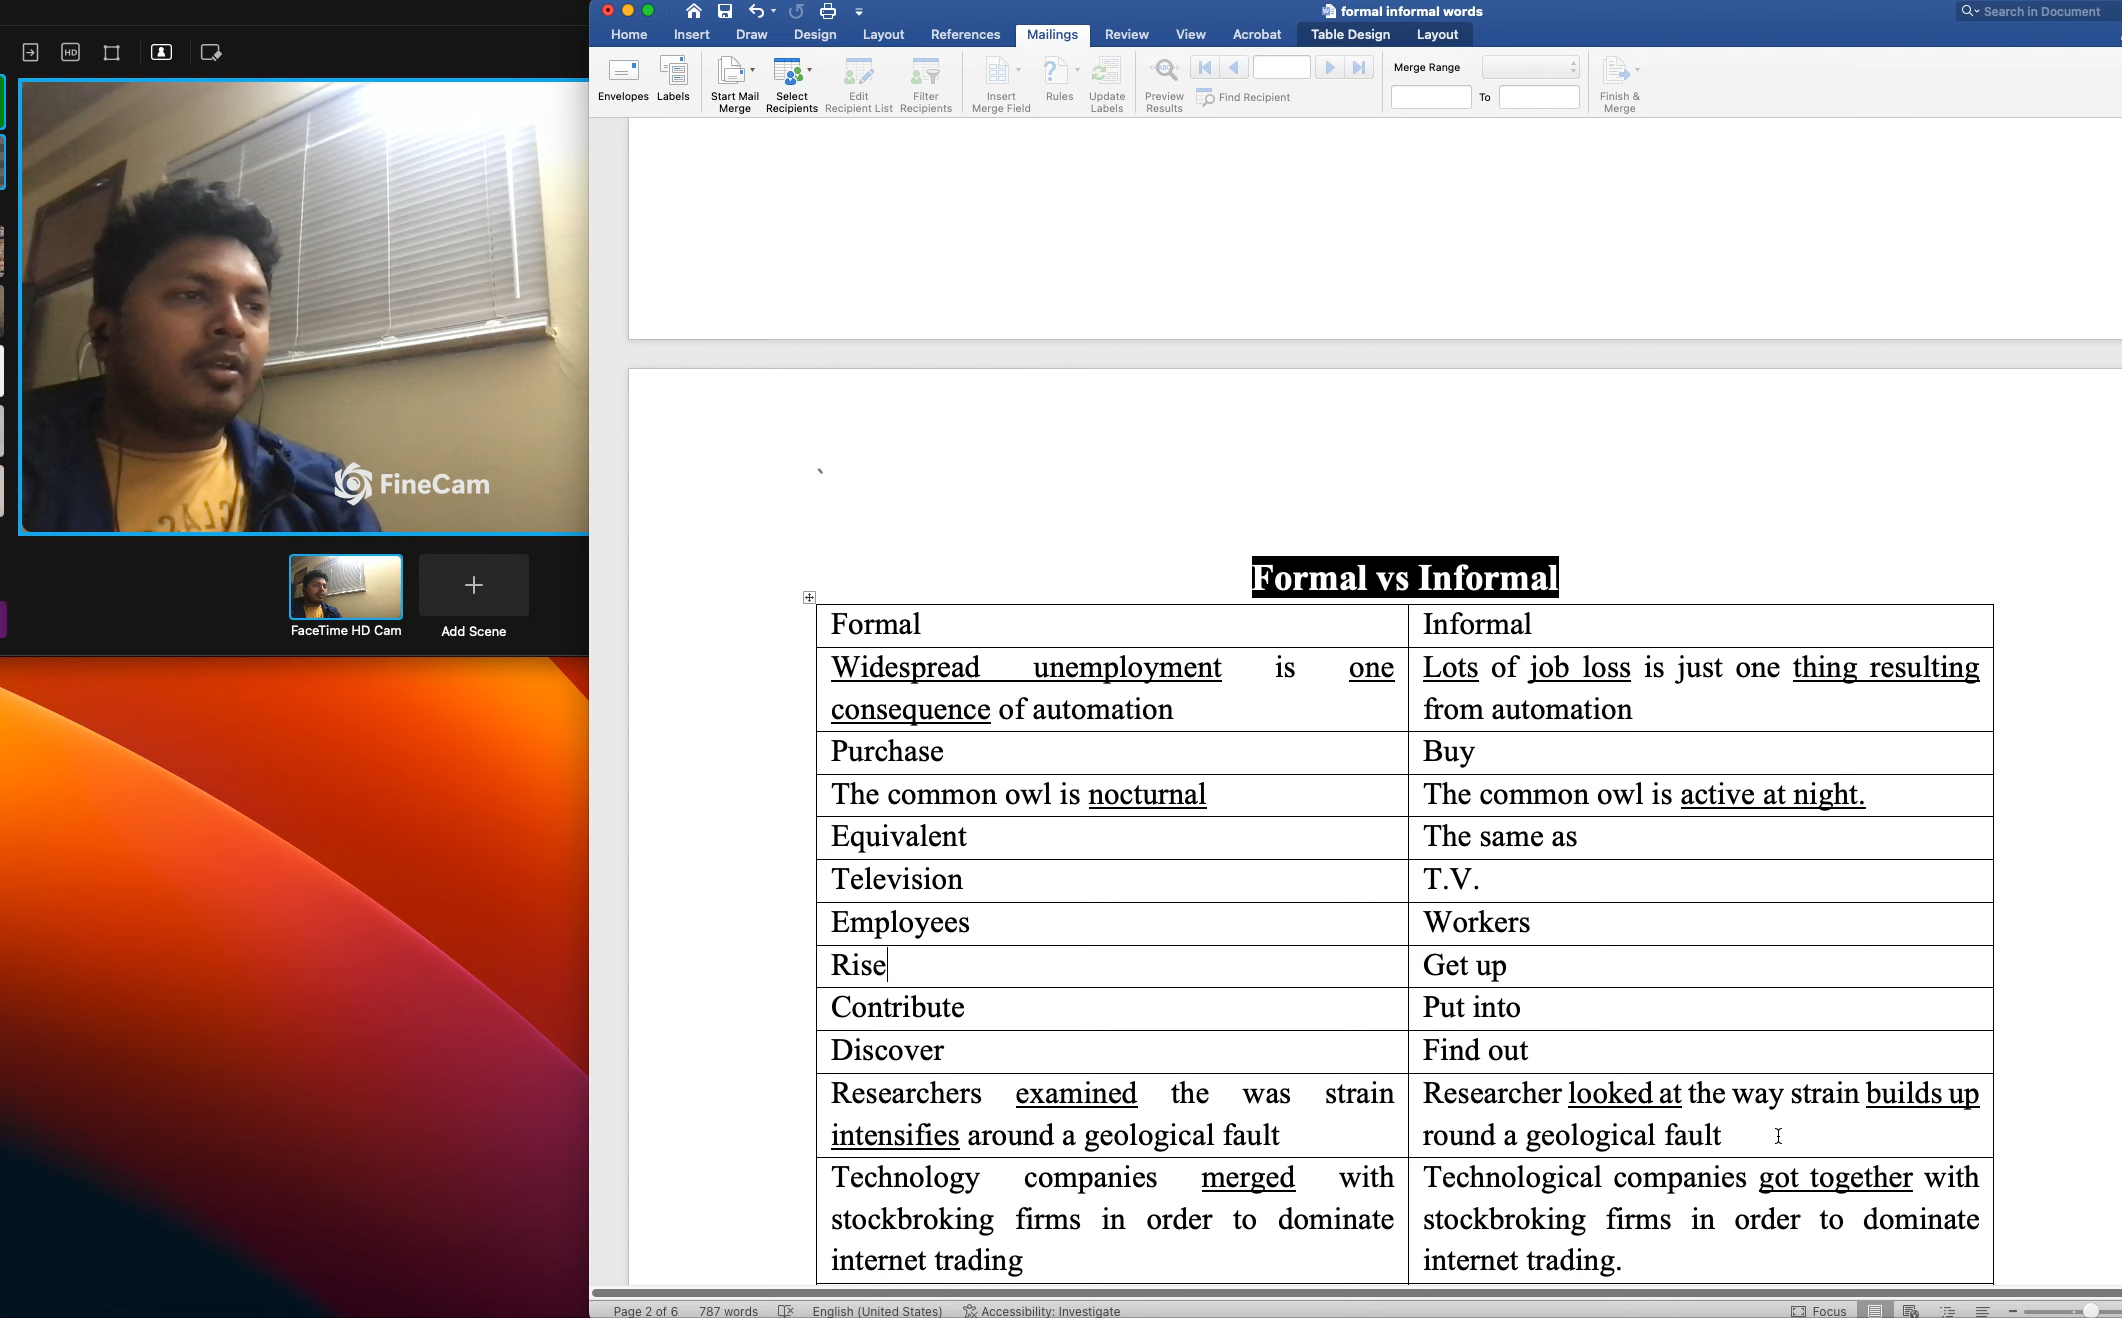 formal informal words
Search in Document
Home Insert Draw Design Layout References Mailings Review View Acrobat Table Design Layout
HD
Envelopes Labels Start Mail Merge Select Recipients Edit Recipient List Filter Recipients Insert Merge Field Rules Update Labels Preview Results Find Recipient Merge Range To Finish & Merge
FineCam
FaceTime HD Cam
Add Scene
`
Formal vs Informal
Formal Informal
Widespread unemployment is one Lots of job loss is just one thing resulting
consequence of automation from automation
Purchase Buy
The common owl is nocturnal The common owl is active at night.
Equivalent The same as
Television T.V.
Employees Workers
Rise Get up
Contribute Put into
Discover Find out
Researchers examined the was strain Researcher looked at the way strain builds up
intensifies around a geological fault round a geological fault
Technology companies merged with Technological companies got together with
stockbroking firms in order to dominate stockbroking firms in order to dominate
internet trading internet trading.
Page 2 of 6 787 words English (United States) Accessibility: Investigate Focus